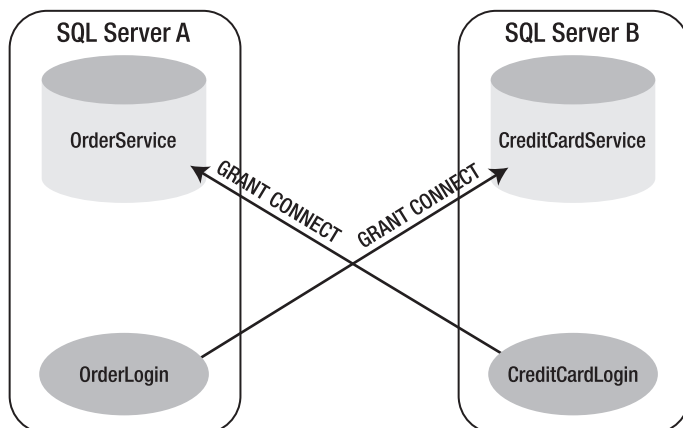 SQL Server A
SQL Server B
OrderService
CreditCardService
GRANT CONNECT
GRANT CONNECT
OrderLogin
CreditCardLogin